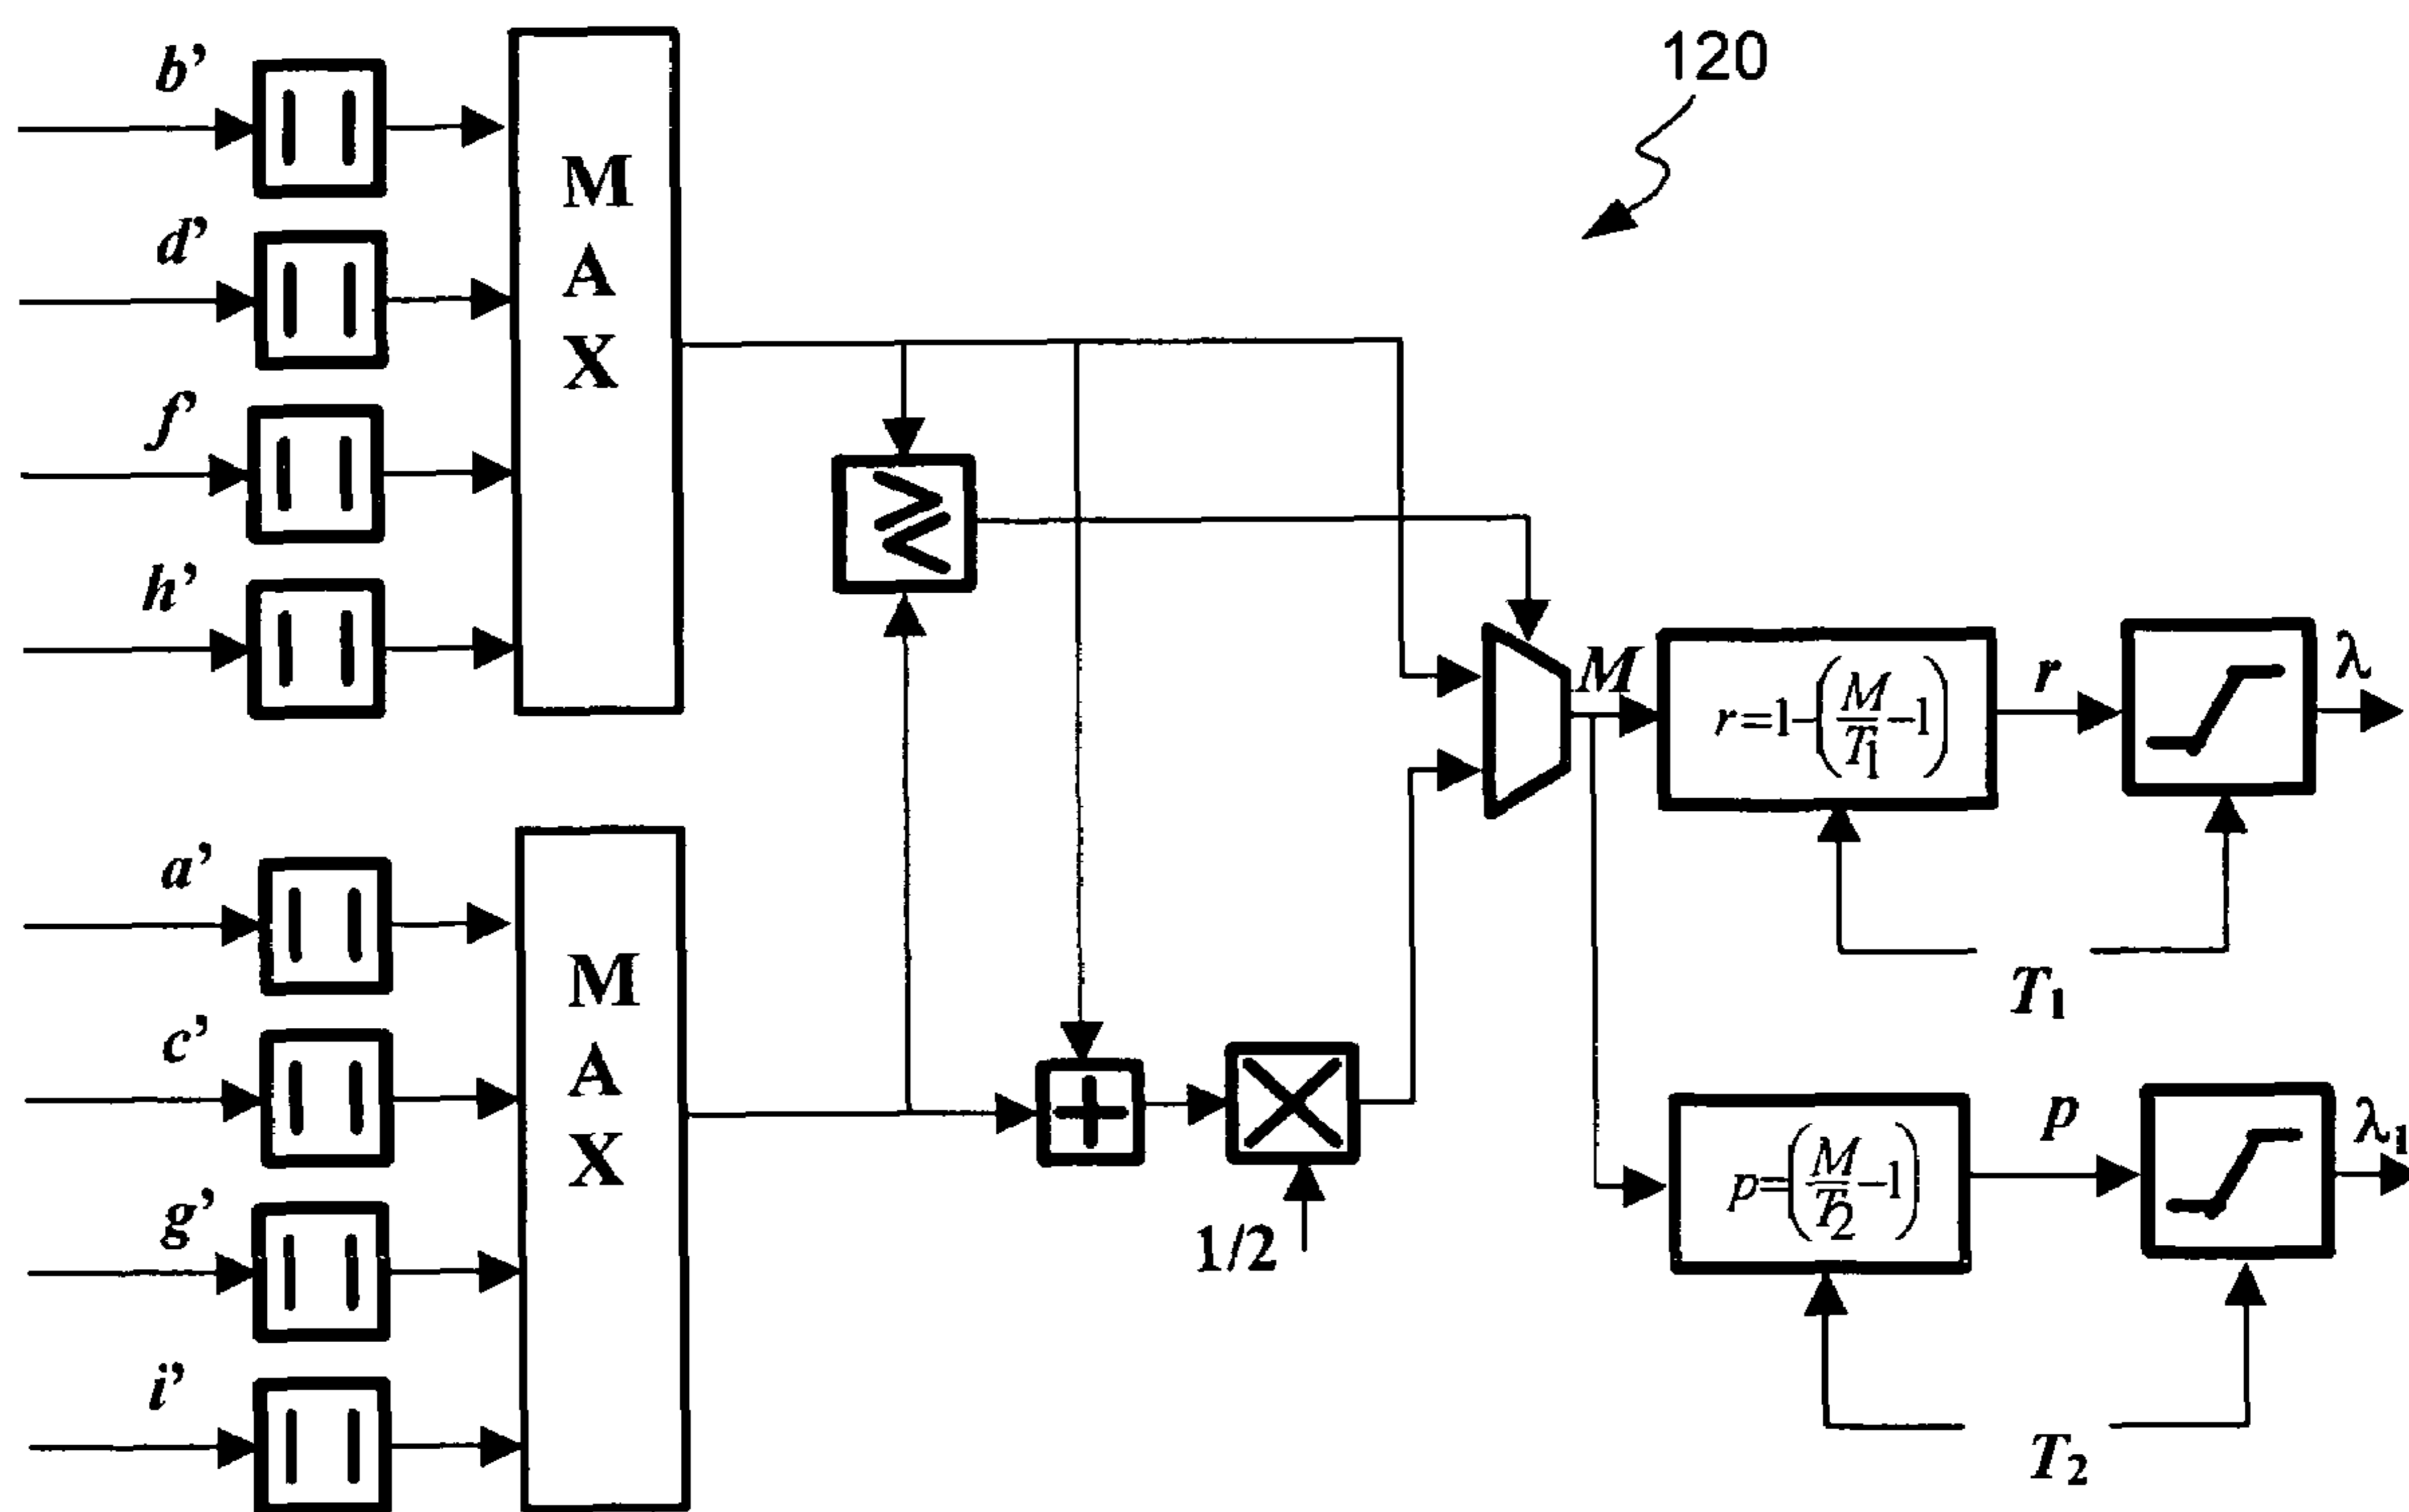 120
b’
d’
f’
h’
M
A
X
M
r=1-(M/T1-1)
r
λ
T1
a’
c’
g’
i’
M
A
X
1/2
p=(M/T2-1)
p
λ1
T2